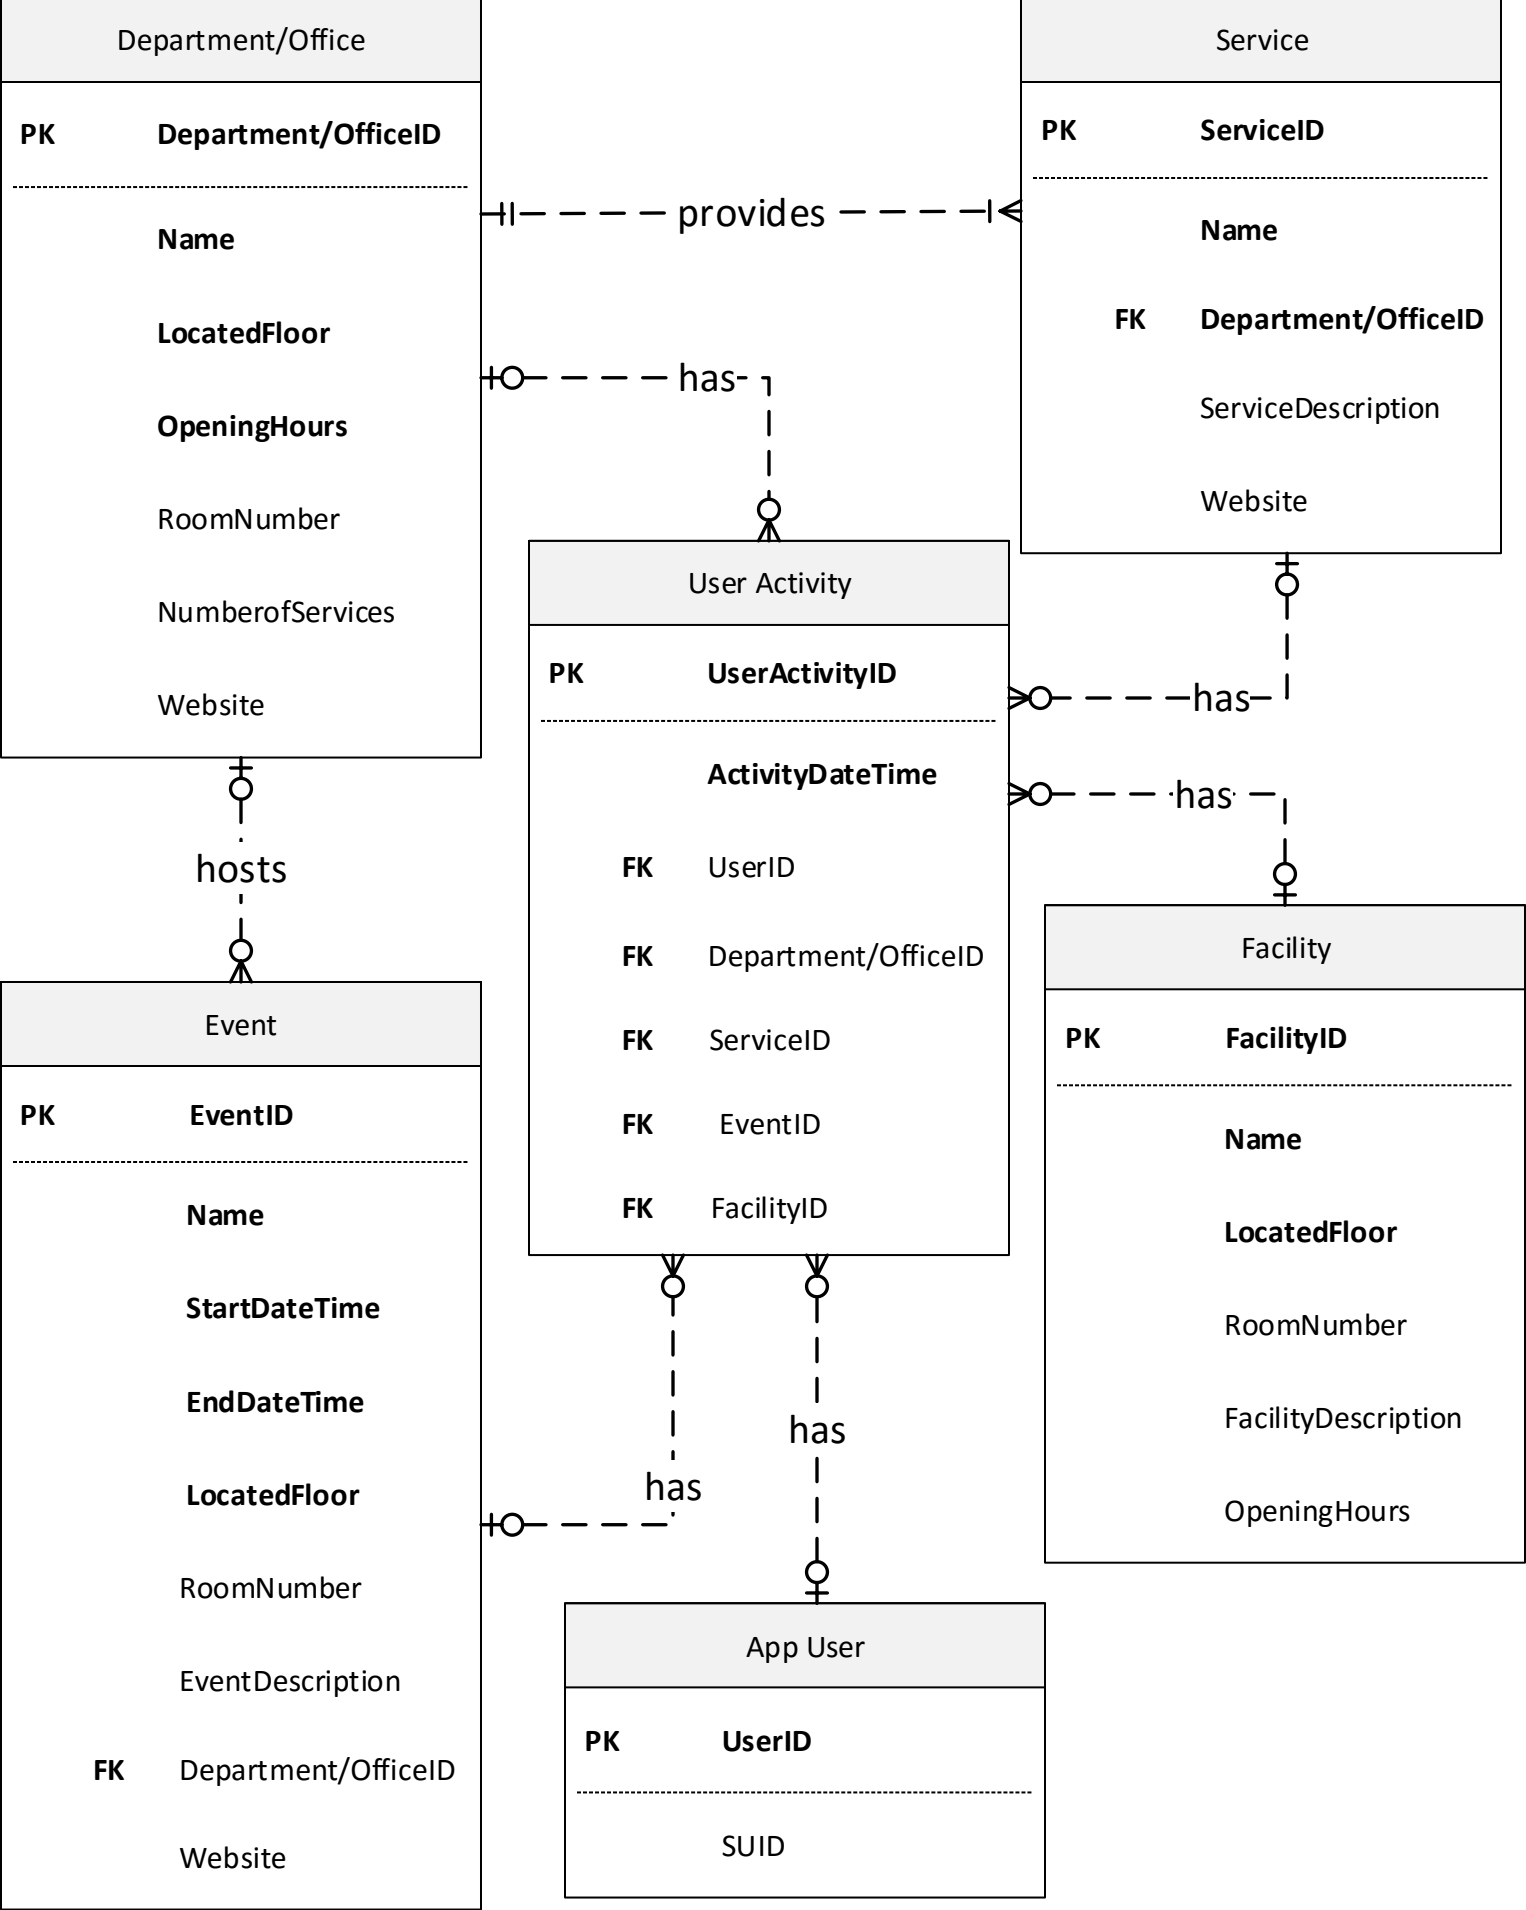 Department/Office
PK Department/OfficeID
Name
LocatedFloor
OpeningHours
RoomNumber
NumberofServices
Website
provides
Service
PK ServiceID
Name
FK Department/OfficeID
ServiceDescription
Website
has
User Activity
PK UserActivityID
ActivityDateTime
FK UserID
FK Department/OfficeID
FK ServiceID
FK EventID
FK FacilityID
has
has
hosts
Event
PK EventID
Name
StartDateTime
EndDateTime
LocatedFloor
RoomNumber
EventDescription
FK Department/OfficeID
Website
Facility
PK FacilityID
Name
LocatedFloor
RoomNumber
FacilityDescription
OpeningHours
has
has
App User
PK UserID
SUID